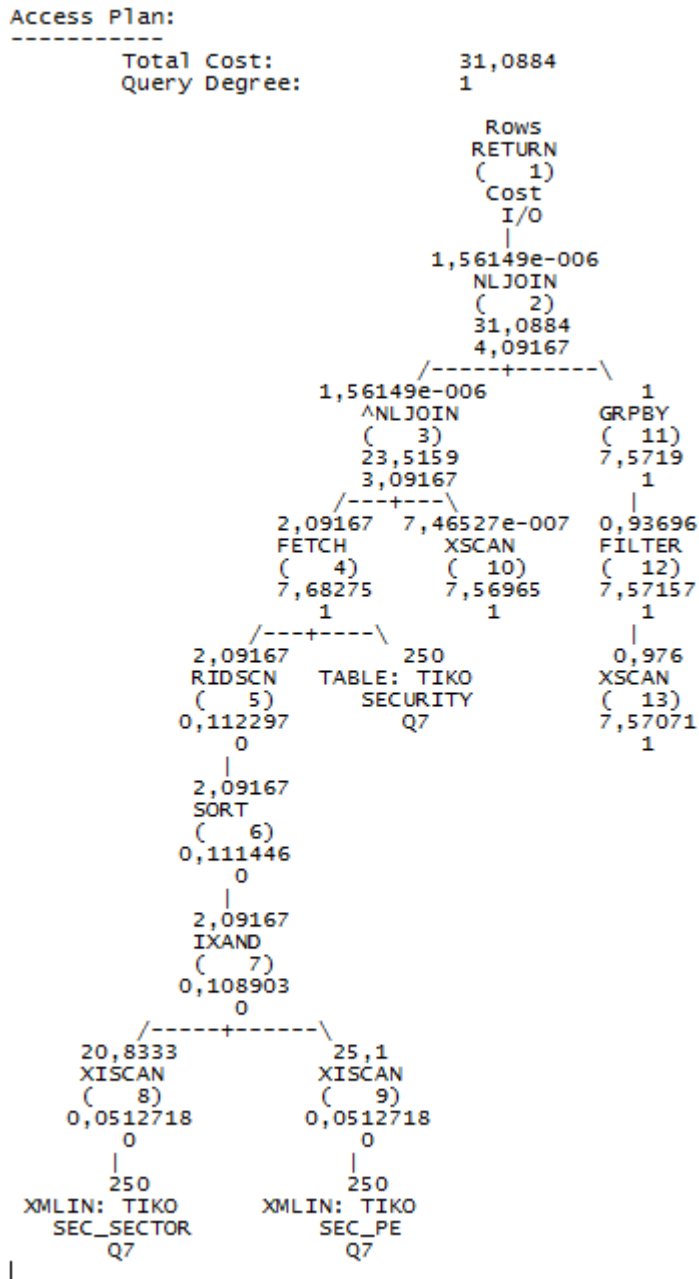 Access Plan:
-----------
Total Cost: 31,0884
Query Degree: 1
Rows
RETURN
( 1)
Cost
I/O
|
1,56149e-006
NLJOIN
( 2)
31,0884
4,09167
/-----+------\
1,56149e-006 1
^NLJOIN GRPBY
( 3) ( 11)
23,5159 7,5719
3,09167 1
/---+---\ |
2,09167 7,46527e-007 0,93696
FETCH XSCAN FILTER
( 4) ( 10) ( 12)
7,68275 7,56965 7,57157
1 1 1
/---+----\ |
2,09167 250 0,976
RIDSCN TABLE: TIKO XSCAN
( 5) SECURITY ( 13)
0,112297 Q7 7,57071
0 1
|
2,09167
SORT
( 6)
0,111446
0
|
2,09167
IXAND
( 7)
0,108903
0
/-----+------\
20,8333 25,1
XISCAN XISCAN
( 8) ( 9)
0,0512718 0,0512718
0 0
| |
250 250
XMLIN: TIKO XMLIN: TIKO
SEC_SECTOR SEC_PE
Q7 Q7